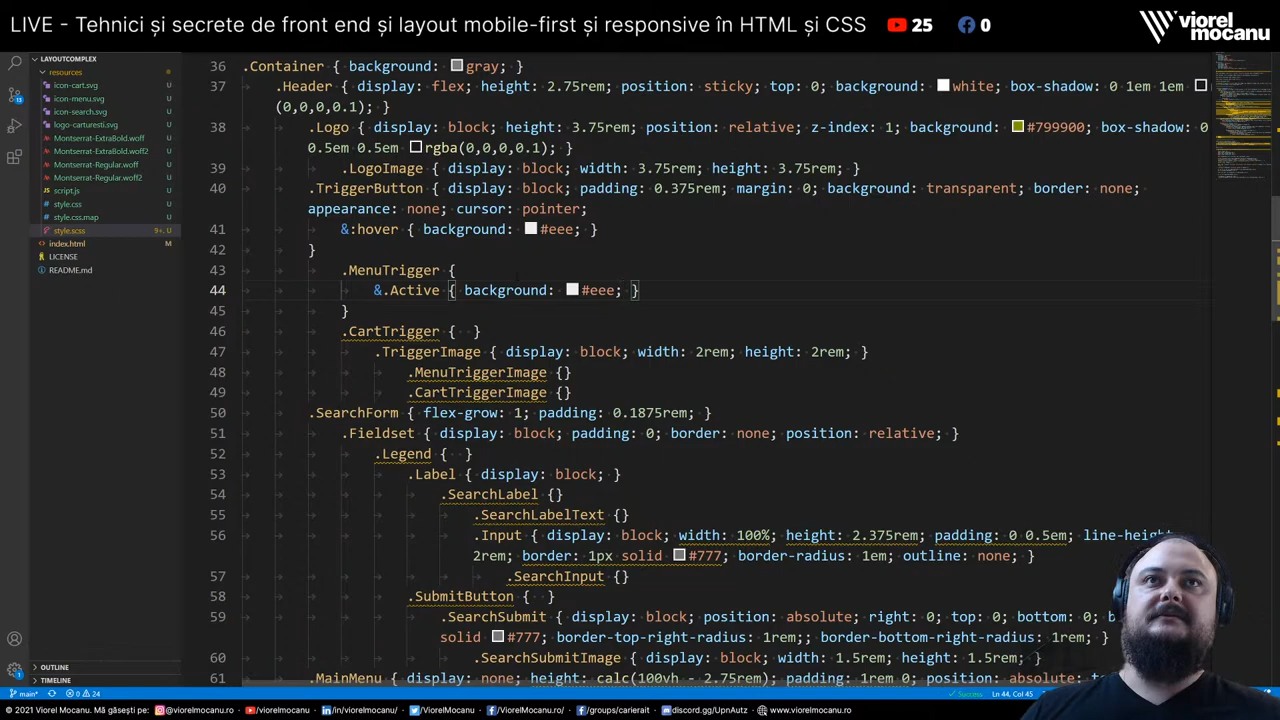 LIVE - Tehnici și secrete de front end și layout mobile-first și responsive în HTML și CSS
25
0
viorel
mocanu
LAYOUTCOMPLEX
resources
icon-cart.svg U
icon-menu.svg U
icon-search.svg U
logo-carturesti.svg U
Montserrat-ExtraBold.woff U
Montserrat-ExtraBold.woff2 U
Montserrat-Regular.woff U
Montserrat-Regular.woff2 U
script.js U
style.css U
style.css.map U
style.scss 9+, U
index.html M
LICENSE
README.md
OUTLINE
TIMELINE
36 .Container { background: gray; }
37 .Header { display: flex; height: 2.75rem; position: sticky; top: 0; background: white; box-shadow: 0 1em 1em
(0,0,0,0.1); }
38 .Logo { display: block; height: 3.75rem; position: relative; z-index: 1; background: #799900; box-shadow: 0
0.5em 0.5em rgba(0,0,0,0.1); }
39 .LogoImage { display: block; width: 3.75rem; height: 3.75rem; }
40 .TriggerButton { display: block; padding: 0.375rem; margin: 0; background: transparent; border: none;
appearance: none; cursor: pointer;
41 &:hover { background: #eee; }
42 }
43 .MenuTrigger {
44 &.Active { background: #eee; }
45 }
46 .CartTrigger { }
47 .TriggerImage { display: block; width: 2rem; height: 2rem; }
48 .MenuTriggerImage {}
49 .CartTriggerImage {}
50 .SearchForm { flex-grow: 1; padding: 0.1875rem; }
51 .Fieldset { display: block; padding: 0; border: none; position: relative; }
52 .Legend { }
53 .Label { display: block; }
54 .SearchLabel {}
55 .SearchLabelText {}
56 .Input { display: block; width: 100%; height: 2.375rem; padding: 0 0.5em; line-height:
2rem; border: 1px solid #777; border-radius: 1em; outline: none; }
57 .SearchInput {}
58 .SubmitButton { }
59 .SearchSubmit { display: block; position: absolute; right: 0; top: 0; bottom: 0;
solid #777; border-top-right-radius: 1rem;; border-bottom-right-radius: 1rem; }
60 .SearchSubmitImage { display: block; width: 1.5rem; height: 1.5rem; }
61 .MainMenu { display: none; height: calc(100vh - 2.75rem); padding: 1rem 0; position: absolute;
main* 0 24 Success Ln 44, Col 45
© 2021 Viorel Mocanu. Mă găsești pe: @viorelmocanu.ro /viorelmocanu /in/viorelmocanu/ /ViorelMocanu /ViorelMocanu.ro/ /groups/carierait discord.gg/UpnAutz www.viorelmocanu.ro